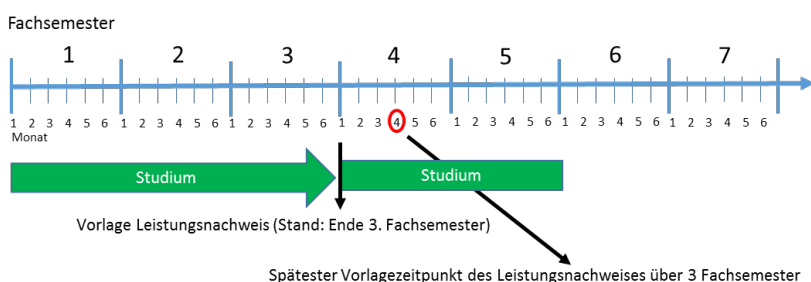 Fachsemester
1 2 3 4 5 6 7
1 2 3 4 5 6 1 2 3 4 5 6 1 2 3 4 5 6 1 2 3 4 5 6 1 2 3 4 5 6 1 2 3 4 5 6 1 2 3 4 5 6
Monat
Studium Studium
Vorlage Leistungsnachweis (Stand: Ende 3. Fachsemester)
Spätester Vorlagezeitpunkt des Leistungsnachweises über 3 Fachsemester